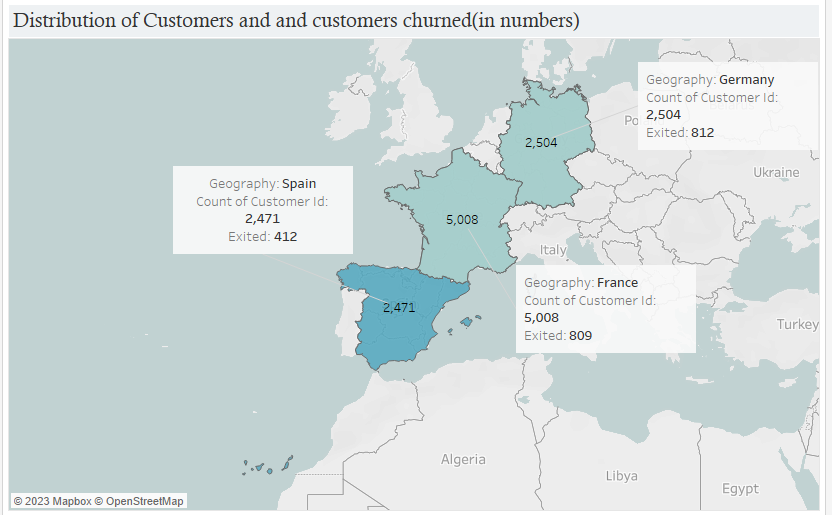 Distribution of Customers and and customers churned(in numbers)
Geography: Germany
Count of Customer Id:
2,504
Exited: 812
Po
2,504
Ukraine
Geography: Spain
Count of Customer Id:
2,471
Exited: 412
5,008
Italy
Geography: France
Count of Customer Id:
5,008
Exited: 809
2,471
Turkey
Algeria
Libya
Egypt
© 2023 Mapbox © OpenStreetMap